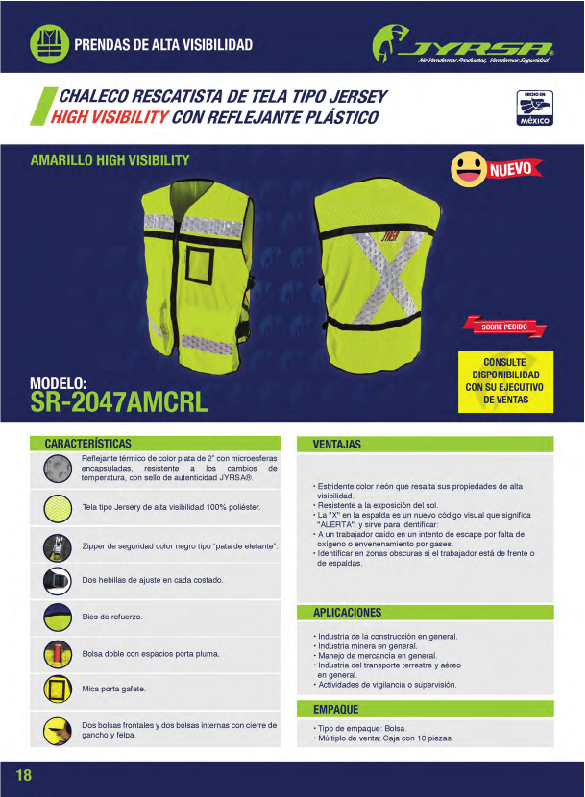 PRENDAS DE ALTA VISIBILIDAD
JYRSA®
No Vendemos Productos, Vendemos Seguridad
CHALECO RESCATISTA DE TELA TIPO JERSEY
HIGH VISIBILITY CON REFLEJANTE PLÁSTICO
HECHO EN
MÉXICO
AMARILLO HIGH VISIBILITY
NUEVO
JYRSA
SOBRE PEDIDO
CONSULTE
DISPONIBILIDAD
CON SU EJECUTIVO
DE VENTAS
MODELO:
SR-2047AMCRL
CARACTERÍSTICAS
Reflejante térmico de color plata de 2" con microesferas
encapsuladas, resistente a los cambios de
temperatura, con sello de autenticidad JYRSA®.
Tela tipo Jersery de alta visibilidad 100% poliéster.
Zipper de seguridad color negro tipo "pata de elefante".
Dos hebillas de ajuste en cada costado.
Bies de refuerzo.
Bolsa doble con espacios porta pluma.
Mica porta gafete.
Dos bolsas frontales y dos bolsas internas con cierre de
gancho y felpa
VENTAJAS
• Estridente color neón que resalta sus propiedades de alta
visibilidad.
• Resistente a la exposición del sol.
• La "X" en la espalda es un nuevo código visual que significa
"ALERTA" y sirve para identificar:
• A un trabajador caído en un intento de escape por falta de
oxígeno o envenenamiento por gases.
• Identificar en zonas obscuras si el trabajador está de frente o
de espaldas.
APLICACIONES
• Industria de la construcción en general.
• Industria minera en general.
• Manejo de mercancía en general.
• Industria del transporte terrestre y aéreo
en general.
• Actividades de vigilancia o supervisión.
EMPAQUE
• Tipo de empaque: Bolsa.
• Múltiplo de venta: Caja con 10 piezas.
18